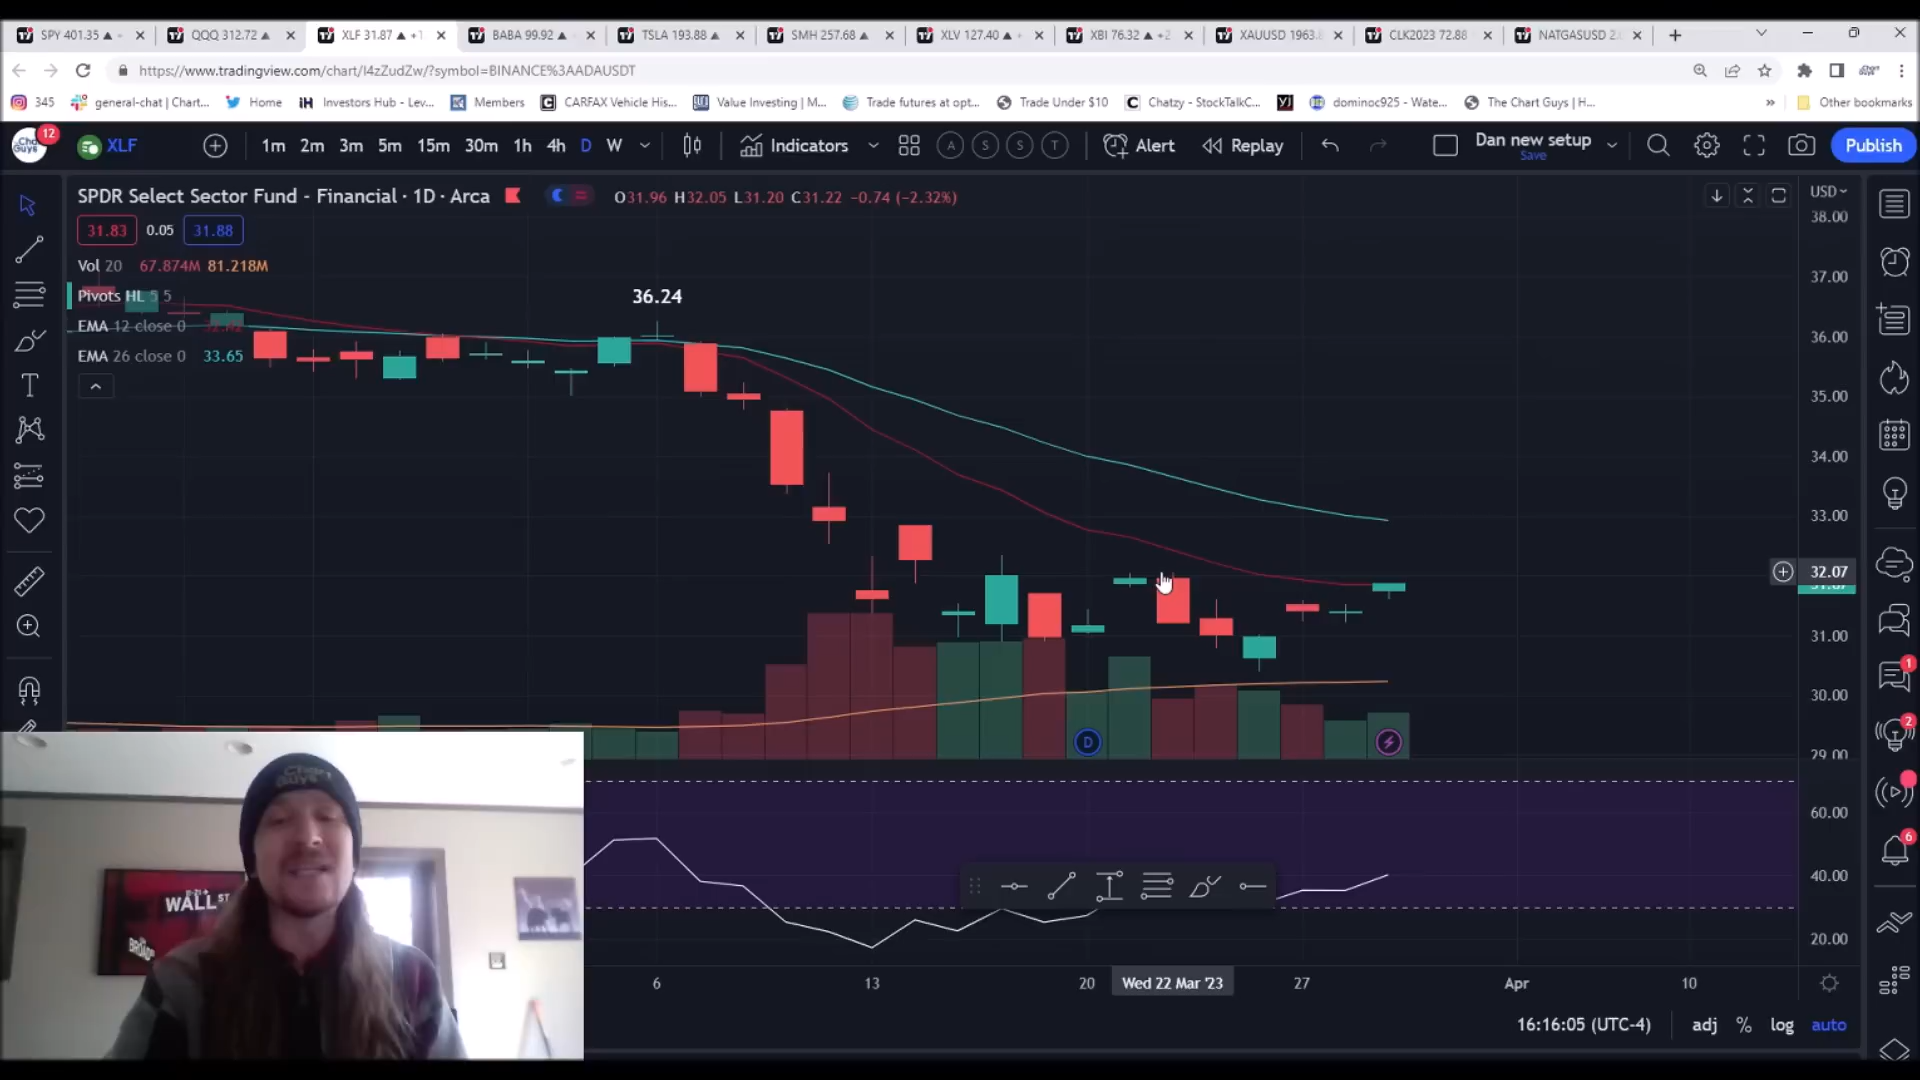 SPY 401.35
QQQ 312.72
XLF 31.87
BABA 99.92
TSLA 193.88
SMH 257.68
XLV 127.40
XBI 76.32
XAUUSD 1963.
CLK2023 72.88
NATGASUSD 2.
https://www.tradingview.com/chart/I4zZudZw/?symbol=BINANCE%3AADAUSDT
345
general-chat | Chart...
Home
Investors Hub - Lev...
Members
CARFAX Vehicle His...
Value Investing | M...
Trade futures at opt...
Trade Under $10
Chatzy - StockTalkC...
dominoc925 - Wate...
The Chart Guys | H...
»
Other bookmarks
12
XLF
1m 2m 3m 5m 15m 30m 1h 4h D W
Indicators
A S S T
Alert
Replay
Dan new setup
Save
Publish
SPDR Select Sector Fund - Financial · 1D · Arca
O31.96 H32.05 L31.20 C31.22 −0.74 (−2.32%)
USD
31.83 0.05 31.88
Vol 20 67.874M 81.218M
Pivots HL 5 5
EMA 12 close 0
EMA 26 close 0 33.65
36.24
38.00
37.00
36.00
35.00
34.00
33.00
32.07
31.00
30.00
29.00
D
60.00
40.00
20.00
1
2
6
WALL ST
6
13
20
Wed 22 Mar '23
27
Apr
10
16:16:05 (UTC-4)
adj % log auto